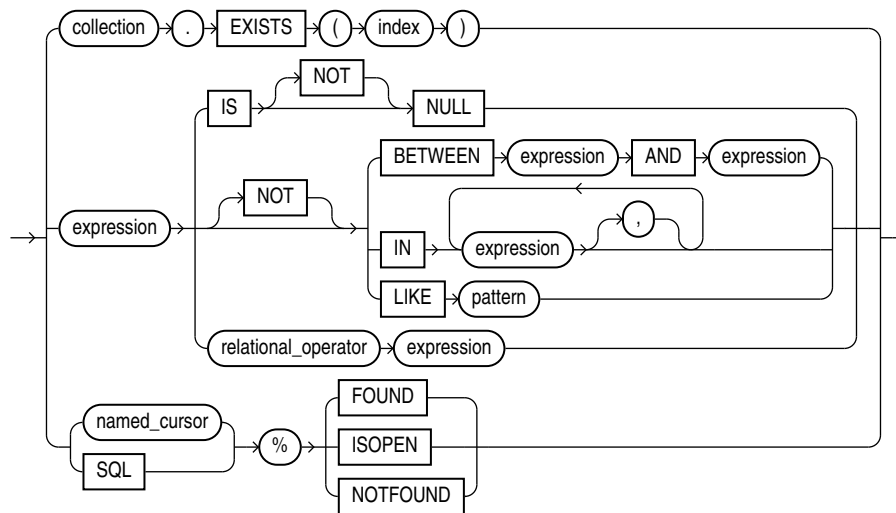 collection . EXISTS ( index )
NOT
IS NULL
BETWEEN expression AND expression
NOT
,
expression
IN expression
LIKE pattern
relational_operator expression
named_cursor
SQL
%
FOUND
ISOPEN
NOTFOUND